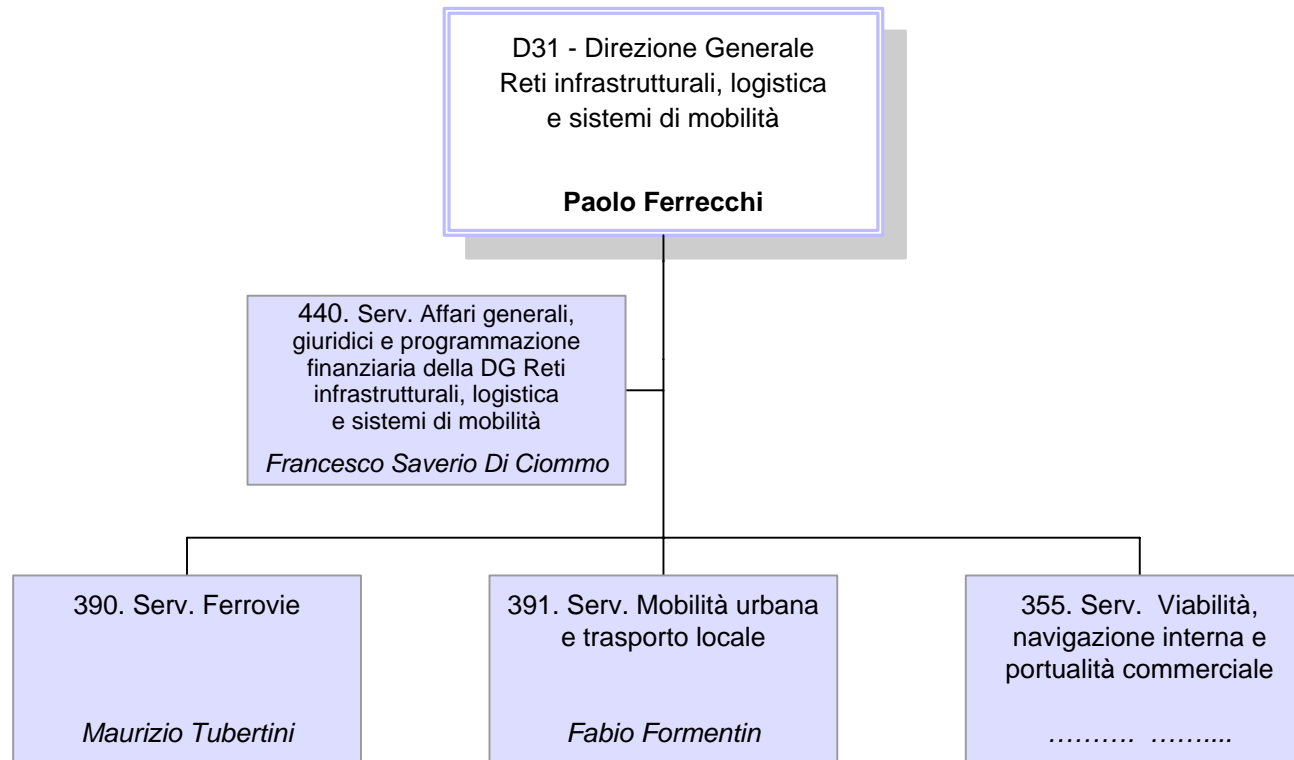 D31 - Direzione Generale
Reti infrastrutturali, logistica
e sistemi di mobilità
Paolo Ferrecchi
440. Serv. Affari generali,
giuridici e programmazione
finanziaria della DG Reti
infrastrutturali, logistica
e sistemi di mobilità
Francesco Saverio Di Ciommo
390. Serv. Ferrovie
Maurizio Tubertini
391. Serv. Mobilità urbana
e trasporto locale
Fabio Formentin
355. Serv.  Viabilità,
navigazione interna e
portualità commerciale
………. ……....